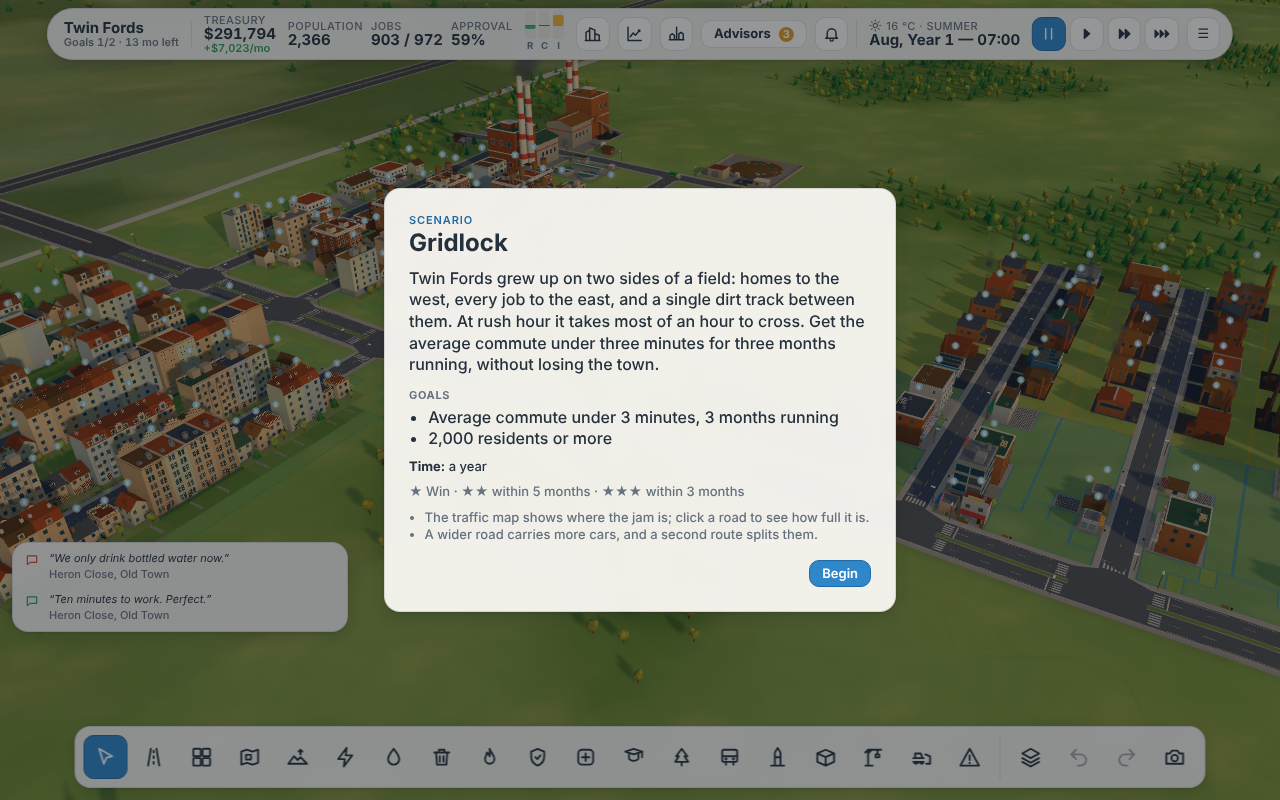 Twin Fords
Goals 1/2 · 13 mo left
TREASURY
$291,794
+$7,023/mo
POPULATION
2,366
JOBS
903 / 972
APPROVAL
59%
R C I
Advisors 3
16 °C · SUMMER
Aug, Year 1 — 07:00
SCENARIO
Gridlock
Twin Fords grew up on two sides of a field: homes to the
west, every job to the east, and a single dirt track between
them. At rush hour it takes most of an hour to cross. Get the
average commute under three minutes for three months
running, without losing the town.
GOALS
• Average commute under 3 minutes, 3 months running
• 2,000 residents or more
Time: a year
★ Win · ★★ within 5 months · ★★★ within 3 months
• The traffic map shows where the jam is; click a road to see how full it is.
• A wider road carries more cars, and a second route splits them.
Begin
“We only drink bottled water now.”
Heron Close, Old Town
“Ten minutes to work. Perfect.”
Heron Close, Old Town